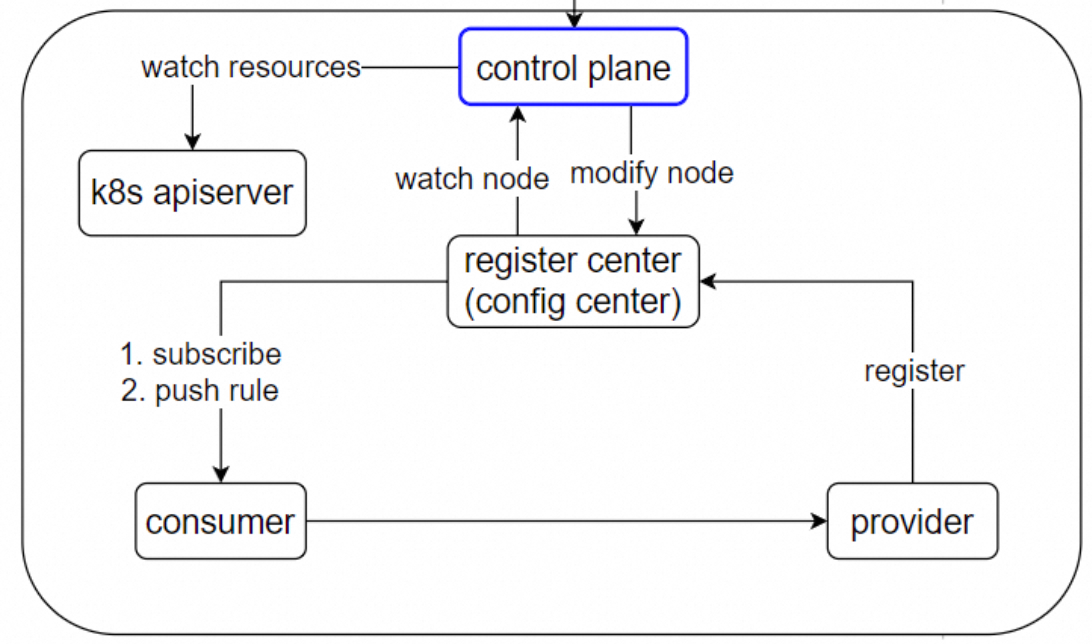 control plane
watch resources
k8s apiserver
watch node
modify node
register center
(config center)
1. subscribe
2. push rule
register
consumer
provider